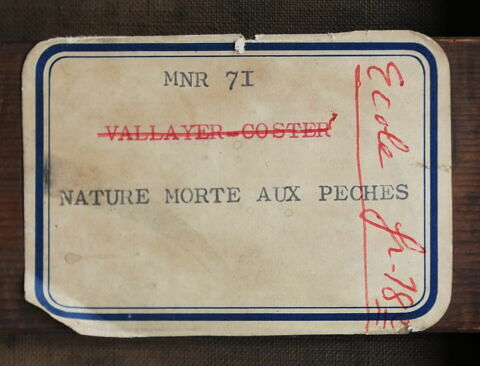 MNR 71
VALLAYER-COSTER
NATURE MORTE AUX PECHES
Ecole fr-18e